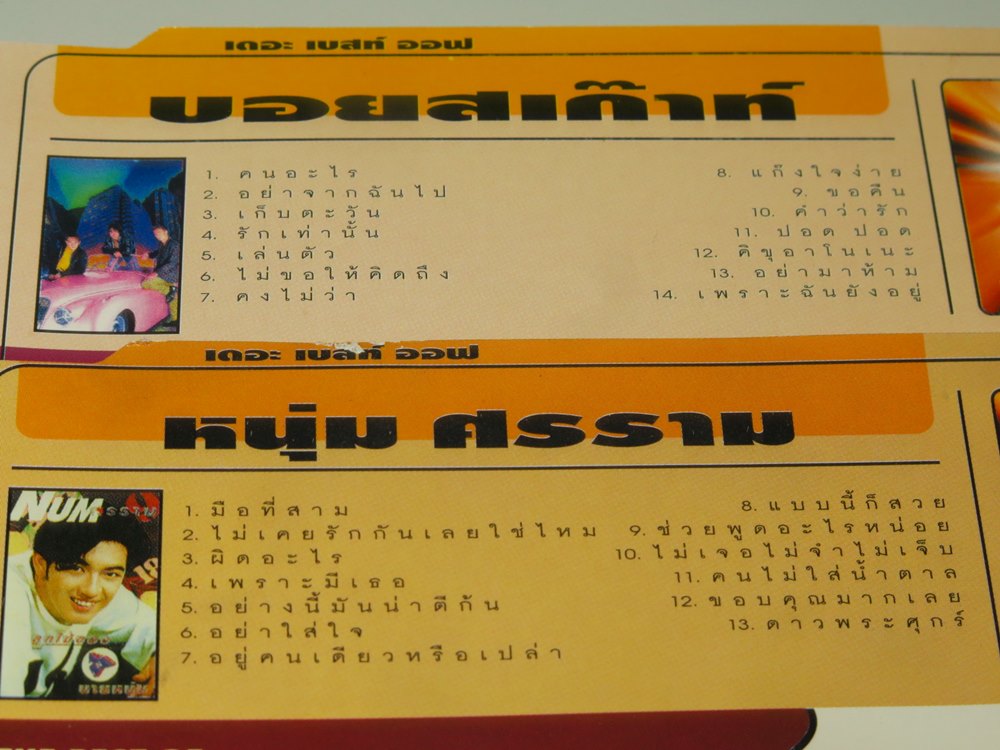 เดอะ เบสท์ ออฟ
บอยสเก๊าท์
1. คนอะไร
2. อย่าจากฉันไป
3. เก็บตะวัน
4. รักเท่านั้น
5. เล่นตัว
6. ไม่ขอให้คิดถึง
7. คงไม่ว่า
8. แก๊งใจง่าย
9. ขอคืน
10. คำว่ารัก
11. ปอด ปอด
12. คิขุอาโนเนะ
13. อย่ามาห้าม
14. เพราะฉันยังอยู่
เดอะ เบสท์ ออฟ
หนุ่ม ศรราม
NUM
ศรราม
1. มือที่สาม
2. ไม่เคยรักกันเลยใช่ไหม
3. ผิดอะไร
4. เพราะมีเธอ
5. อย่างนี้มันน่าตีก้น
6. อย่าใส่ใจ
7. อยู่คนเดียวหรือเปล่า
8. แบบนี้ก็สวย
9. ช่วยพูดอะไรหน่อย
10. ไม่เจอไม่จำไม่เจ็บ
11. คนไม่ใส่น้ำตาล
12. ขอบคุณมากเลย
13. ดาวพระศุกร์